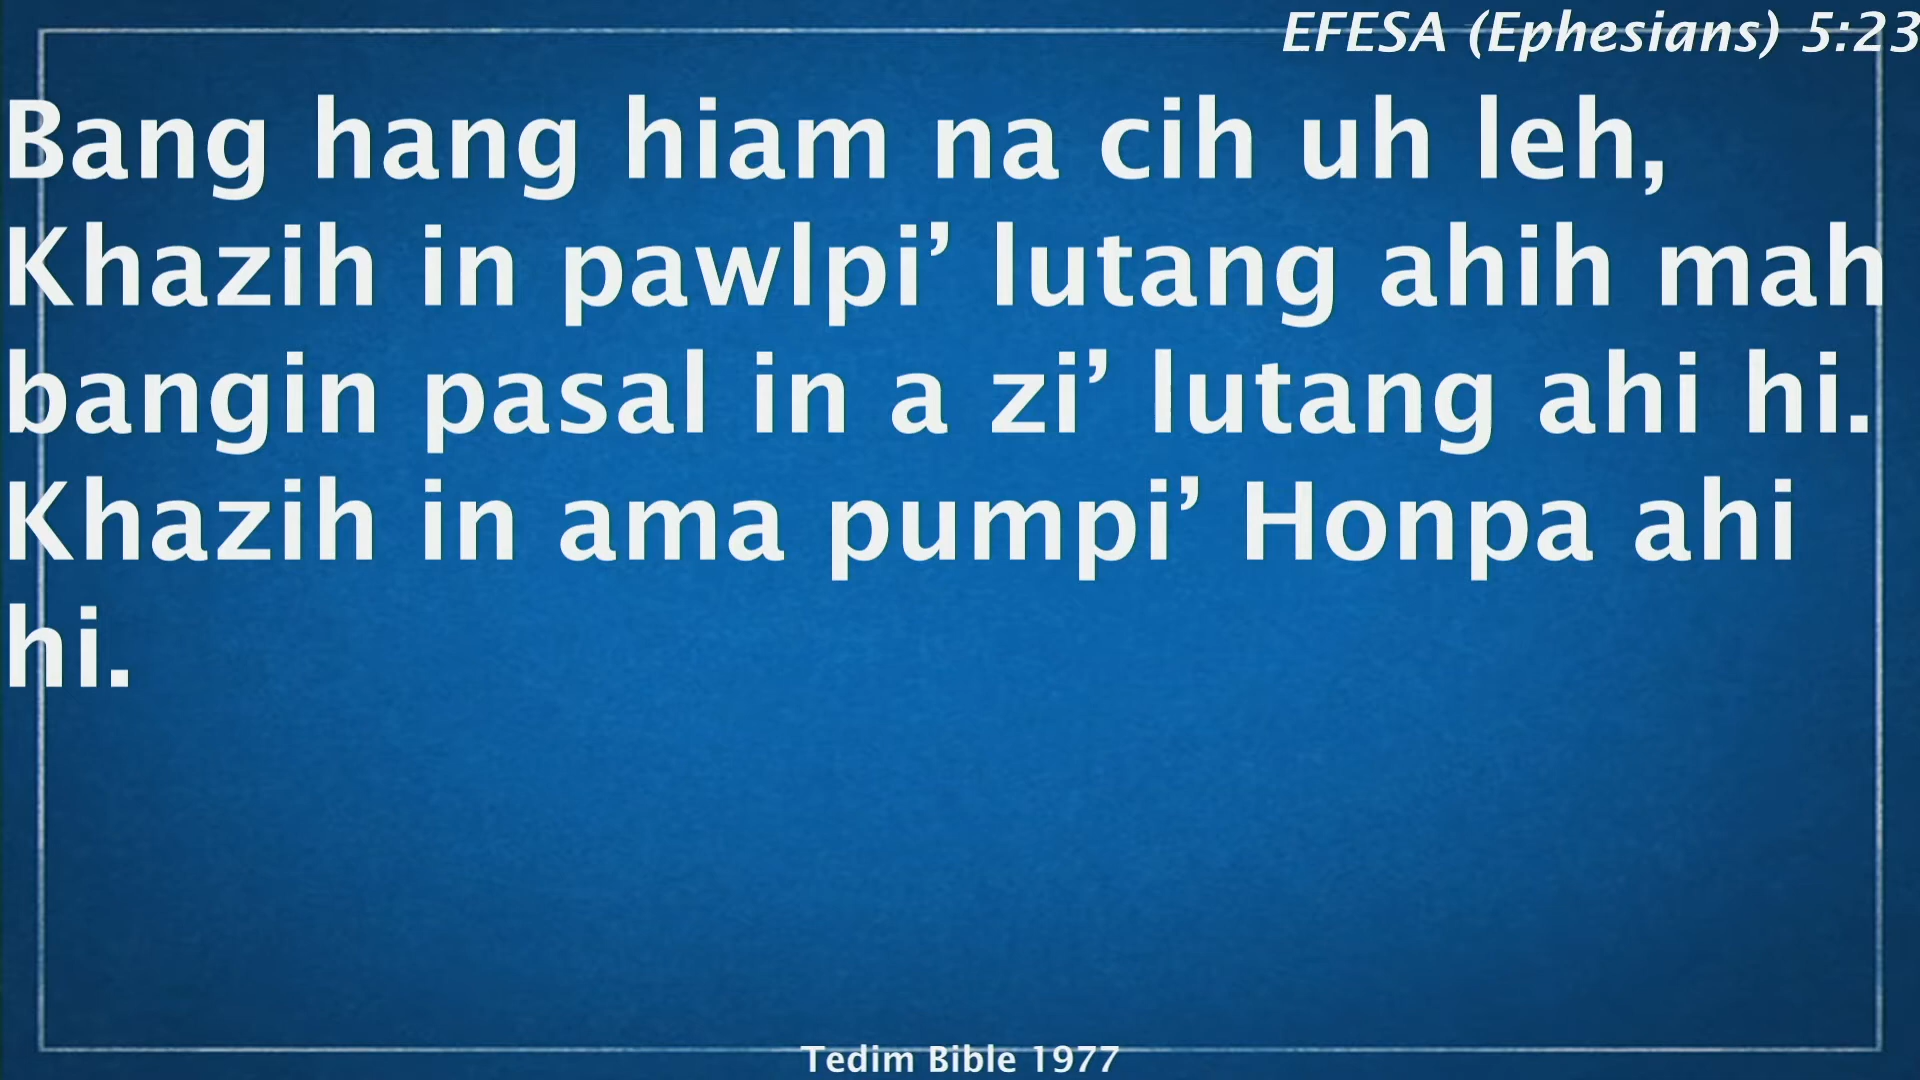 EFESA (Ephesians) 5:23
Bang hang hiam na cih uh leh,
Khazih in pawlpi’ lutang ahih mah
bangin pasal in a zi’ lutang ahi hi.
Khazih in ama pumpi’ Honpa ahi
hi.
Tedim Bible 1977